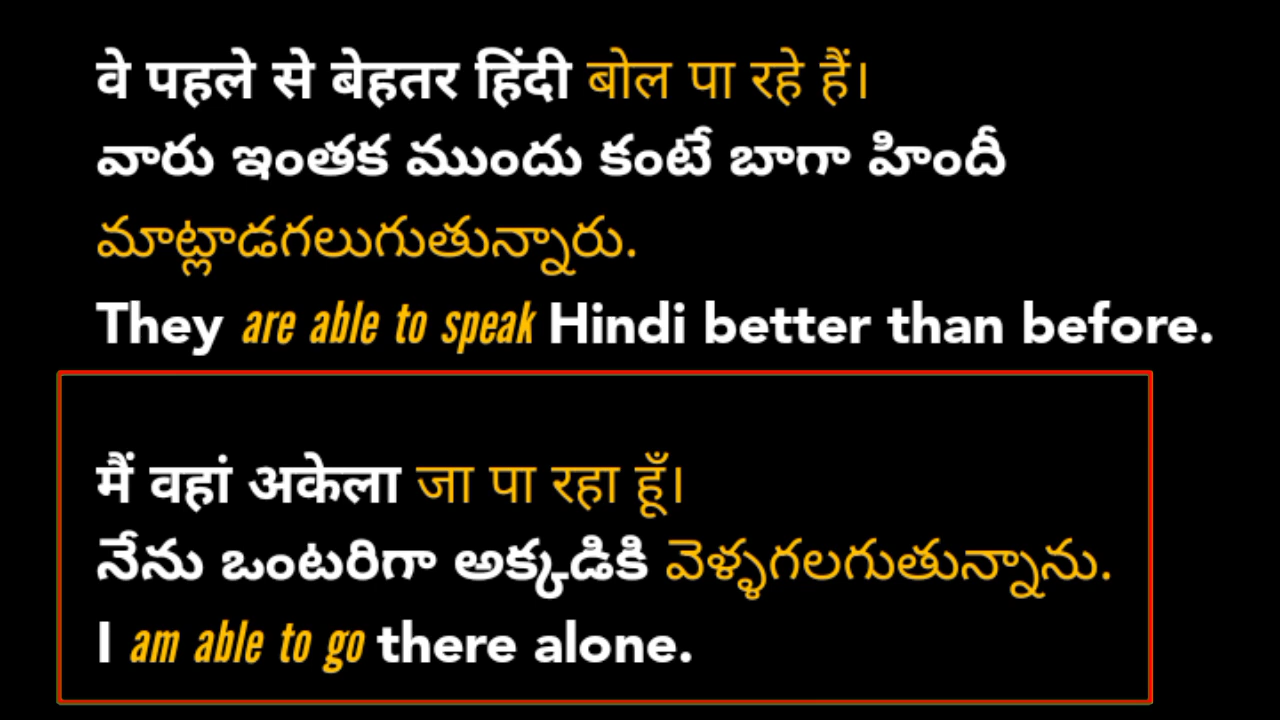 वे पहले से बेहतर हिंदी बोल पा रहे हैं।
వారు ఇంతక ముందు కంటే బాగా హిందీ
మాట్లాడగలుగుతున్నారు.
They are able to speak Hindi better than before.
मैं वहां अकेला जा पा रहा हूँ।
నేను ఒంటరిగా అక్కడికి వెళ్ళగలగుతున్నాను.
I am able to go there alone.